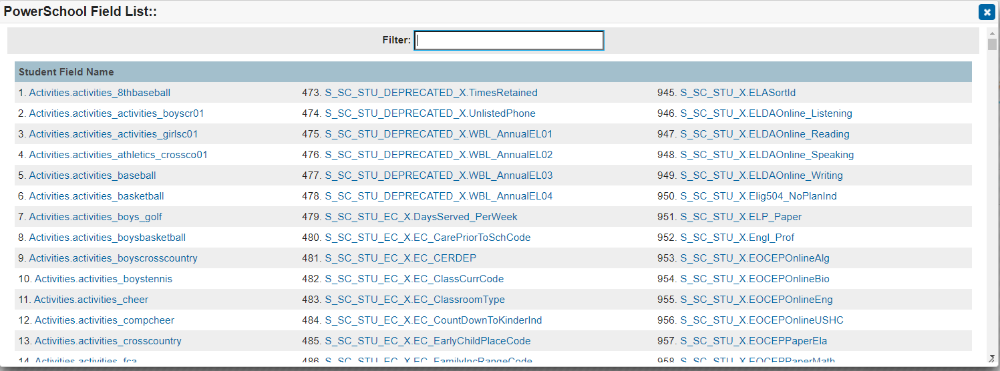 PowerSchool Field List::
Filter:
Student Field Name
1. Activities.activities_8thbaseball 473. S_SC_STU_DEPRECATED_X.TimesRetained 945. S_SC_STU_X.ELASortId
2. Activities.activities_activities_boyscr01 474. S_SC_STU_DEPRECATED_X.UnlistedPhone 946. S_SC_STU_X.ELDAOnline_Listening
3. Activities.activities_activities_girlsc01 475. S_SC_STU_DEPRECATED_X.WBL_AnnualEL01 947. S_SC_STU_X.ELDAOnline_Reading
4. Activities.activities_athletics_crossco01 476. S_SC_STU_DEPRECATED_X.WBL_AnnualEL02 948. S_SC_STU_X.ELDAOnline_Speaking
5. Activities.activities_baseball 477. S_SC_STU_DEPRECATED_X.WBL_AnnualEL03 949. S_SC_STU_X.ELDAOnline_Writing
6. Activities.activities_basketball 478. S_SC_STU_DEPRECATED_X.WBL_AnnualEL04 950. S_SC_STU_X.Elig504_NoPlanInd
7. Activities.activities_boys_golf 479. S_SC_STU_EC_X.DaysServed_PerWeek 951. S_SC_STU_X.ELP_Paper
8. Activities.activities_boysbasketball 480. S_SC_STU_EC_X.EC_CarePriorToSchCode 952. S_SC_STU_X.Engl_Prof
9. Activities.activities_boyscrosscountry 481. S_SC_STU_EC_X.EC_CERDEP 953. S_SC_STU_X.EOCEPOnlineAlg
10. Activities.activities_boystennis 482. S_SC_STU_EC_X.EC_ClassCurrCode 954. S_SC_STU_X.EOCEPOnlineBio
11. Activities.activities_cheer 483. S_SC_STU_EC_X.EC_ClassroomType 955. S_SC_STU_X.EOCEPOnlineEng
12. Activities.activities_compcheer 484. S_SC_STU_EC_X.EC_CountDownToKinderInd 956. S_SC_STU_X.EOCEPOnlineUSHC
13. Activities.activities_crosscountry 485. S_SC_STU_EC_X.EC_EarlyChildPlaceCode 957. S_SC_STU_X.EOCEPPaperEla
14. Activities.activities_fca 486. S_SC_STU_EC_X.EC_FamilyIncRangeCode 958. S_SC_STU_X.EOCEPPaperMath